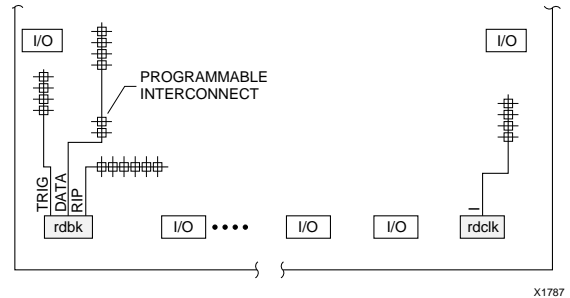 I/O
I/O
PROGRAMMABLE
INTERCONNECT
TRIG
DATA
RIP
I
rdbk
I/O
I/O
I/O
rdclk
X1787